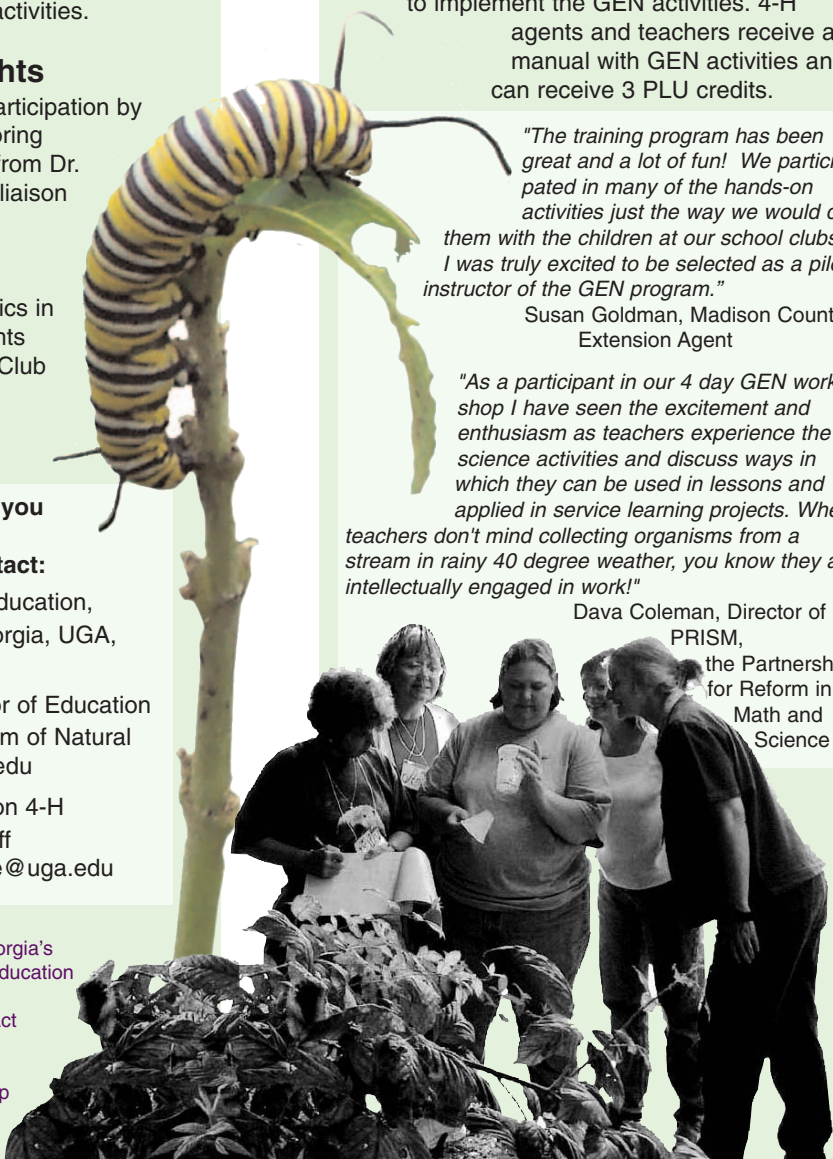 activities.
hts
articipation by
oring
from Dr.
liaison
ics in
nts
Club
you
tact:
ducation,
orgia, UGA,
or of Education
m of Natural
edu
on 4-H
ff
e@uga.edu
orgia's
ducation
act
p
to implement the GEN activities. 4-H
agents and teachers receive a
manual with GEN activities an
can receive 3 PLU credits.
"The training program has been
great and a lot of fun!  We partici-
pated in many of the hands-on
activities just the way we would d
them with the children at our school clubs
I was truly excited to be selected as a pilo
instructor of the GEN program.”
Susan Goldman, Madison Count
Extension Agent
"As a participant in our 4 day GEN work
shop I have seen the excitement and
enthusiasm as teachers experience the
science activities and discuss ways in
which they can be used in lessons and
applied in service learning projects. Whe
teachers don't mind collecting organisms from a
stream in rainy 40 degree weather, you know they a
intellectually engaged in work!"
Dava Coleman, Director of
PRISM,
the Partnersh
for Reform in
Math and
Science